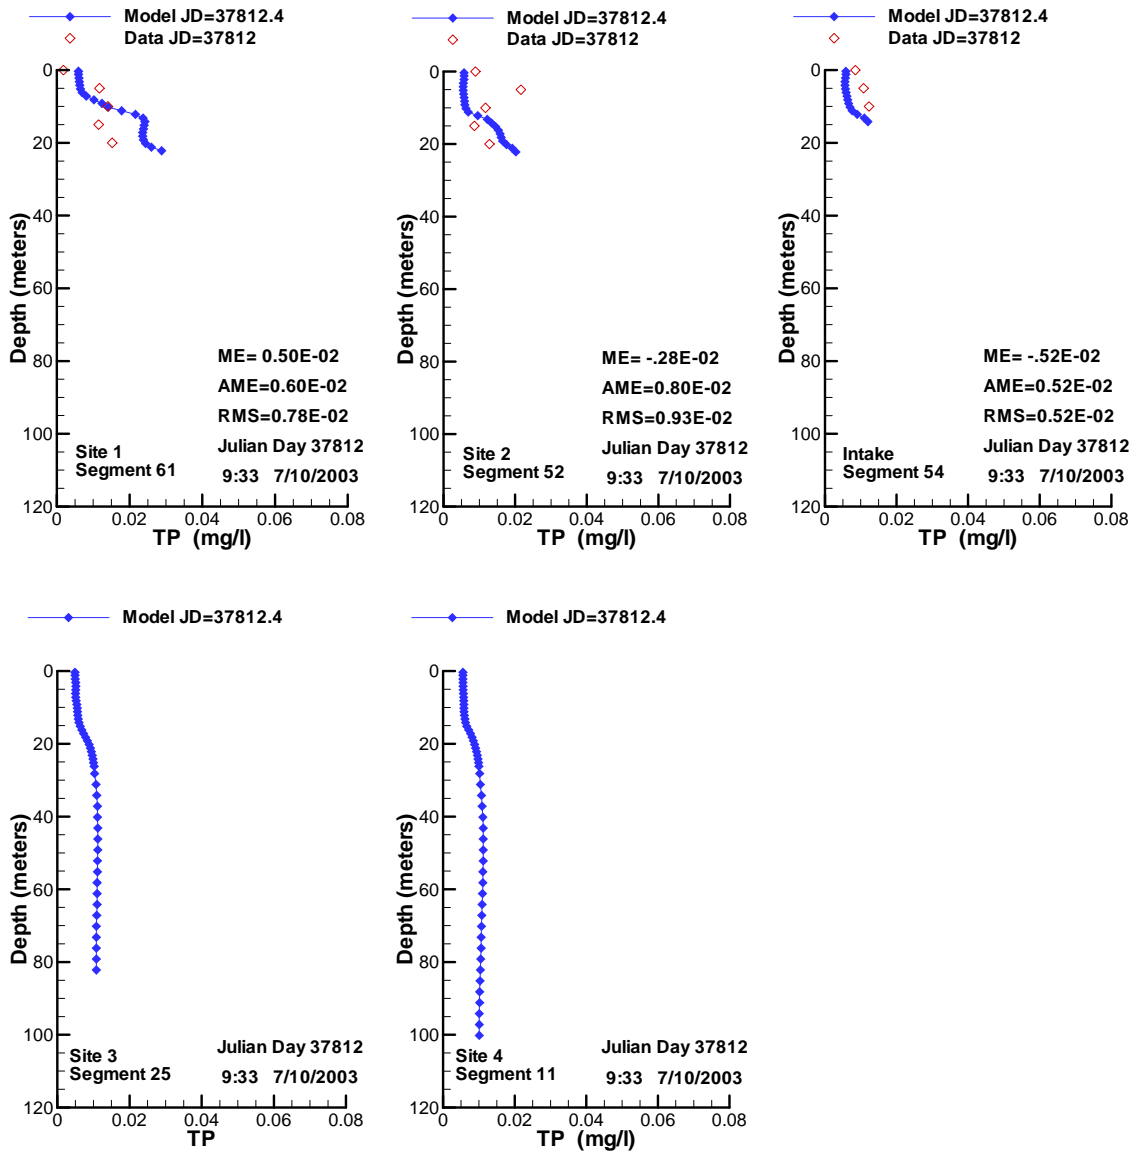 Model JD=37812.4
Data JD=37812
0
20
40
60
80
100
120
Depth (meters)
ME= 0.50E-02
AME=0.60E-02
RMS=0.78E-02
Site 1
Segment 61
Julian Day 37812
9:33 7/10/2003
0 0.02 0.04 0.06 0.08
TP (mg/l)
Model JD=37812.4
Data JD=37812
0
20
40
60
80
100
120
Depth (meters)
ME= -.28E-02
AME=0.80E-02
RMS=0.93E-02
Site 2
Segment 52
Julian Day 37812
9:33 7/10/2003
0 0.02 0.04 0.06 0.08
TP (mg/l)
Model JD=37812.4
Data JD=37812
0
20
40
60
80
100
120
Depth (meters)
ME= -.52E-02
AME=0.52E-02
RMS=0.52E-02
Intake
Segment 54
Julian Day 37812
9:33 7/10/2003
0 0.02 0.04 0.06 0.08
TP (mg/l)
Model JD=37812.4
0
20
40
60
80
100
120
Depth (meters)
Site 3
Segment 25
Julian Day 37812
9:33 7/10/2003
0 0.02 0.04 0.06 0.08
TP
Model JD=37812.4
0
20
40
60
80
100
120
Depth (meters)
Site 4
Segment 11
Julian Day 37812
9:33 7/10/2003
0 0.02 0.04 0.06 0.08
TP (mg/l)